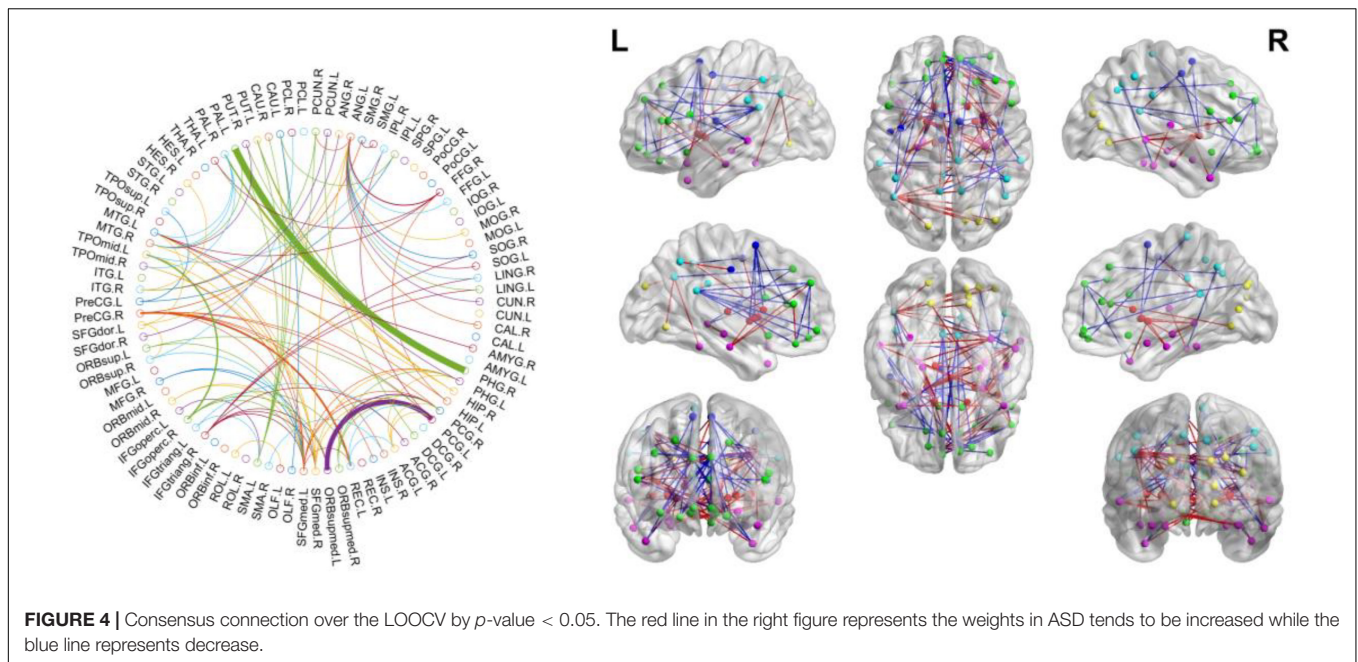 L
R
PCUN.R
PCUN.L
ANG.R
ANG.L
SMG.R
SMG.L
IPL.R
IPL.L
SPG.R
SPG.L
PoCG.R
PoCG.L
FFG.R
FFG.L
IOG.R
IOG.L
MOG.R
MOG.L
SOG.R
SOG.L
LING.R
LING.L
CUN.R
CUN.L
CAL.R
CAL.L
AMYG.R
AMYG.L
PHG.R
PHG.L
HIP.R
HIP.L
PCG.R
PCG.L
DCG.R
DCG.L
ACG.R
ACG.L
INS.R
INS.L
REC.R
REC.L
ORBsupmed.R
ORBsupmed.L
SFGmed.R
SFGmed.L
OLF.R
OLF.L
SMA.R
SMA.L
ROL.R
ROL.L
ORBinf.R
ORBinf.L
IFGtriang.R
IFGtriang.L
IFGoperc.R
IFGoperc.L
ORBmid.R
ORBmid.L
MFG.R
MFG.L
ORBsup.R
ORBsup.L
SFGdor.R
SFGdor.L
PreCG.R
PreCG.L
ITG.R
ITG.L
TPOmid.R
TPOmid.L
MTG.R
MTG.L
TPOsup.R
TPOsup.L
STG.R
STG.L
HES.R
HES.L
THA.R
THA.L
PAL.R
PAL.L
PUT.R
PUT.L
CAU.R
CAU.L
PCL.R
PCL.L
FIGURE 4 | Consensus connection over the LOOCV by p-value < 0.05. The red line in the right figure represents the weights in ASD tends to be increased while the
blue line represents decrease.